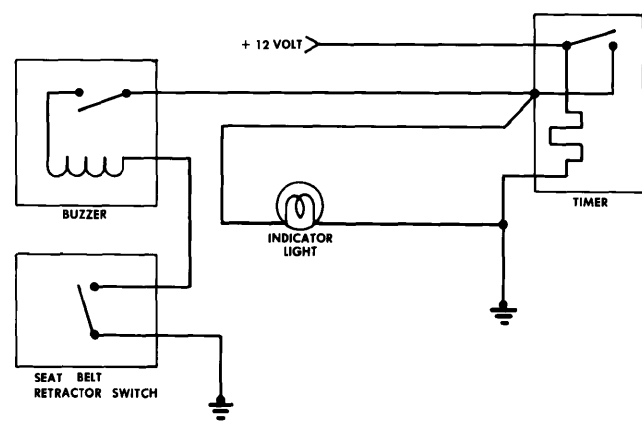 + 12 VOLT
BUZZER
TIMER
INDICATOR
LIGHT
SEAT BELT
RETRACTOR SWITCH